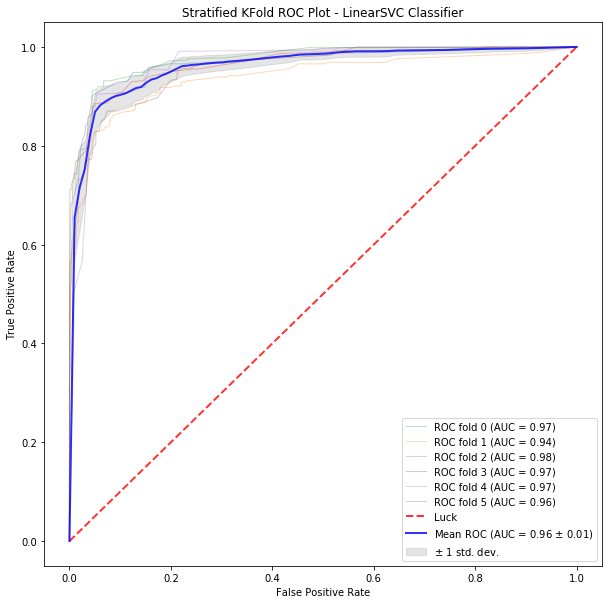 Stratified KFold ROC Plot - LinearSVC Classifier
True Positive Rate
1.0
0.8
0.6
0.4
0.2
0.0
ROC fold 0 (AUC = 0.97)
ROC fold 1 (AUC = 0.94)
ROC fold 2 (AUC = 0.98)
ROC fold 3 (AUC = 0.97)
ROC fold 4 (AUC = 0.97)
ROC fold 5 (AUC = 0.96)
Luck
Mean ROC (AUC = 0.96 ± 0.01)
± 1 std. dev.
0.0 0.2 0.4 0.6 0.8 1.0
False Positive Rate